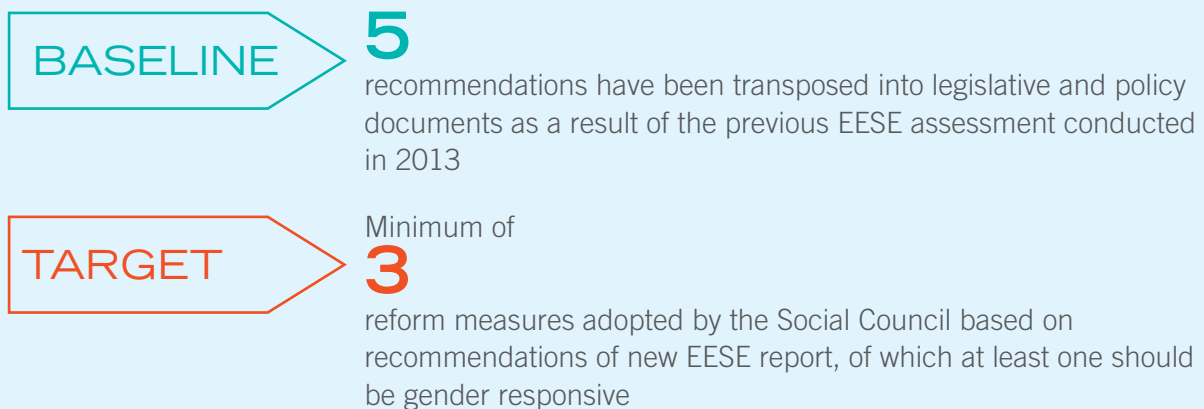 BASELINE
5
recommendations have been transposed into legislative and policy
documents as a result of the previous EESE assessment conducted
in 2013
TARGET
Minimum of
3
reform measures adopted by the Social Council based on
recommendations of new EESE report, of which at least one should
be gender responsive